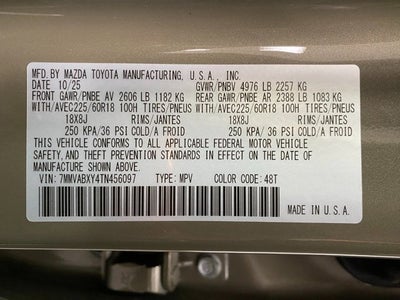 MFD.BY MAZDA TOYOTA MANUFACTURING, U.S.A., INC.
DATE 10/25 GVWR/PNBV 4976 LB 2257 KG
FRONT GAWR/PNBE AV 2606 LB 1182 KG REAR GAWR/PNBE AR 2388 LB 1083 KG
WITH/AVEC225/60R18 100H TIRES/PNEUS WITH/AVEC225/60R18 100H TIRES/PNEUS
18X8J RIMS/JANTES 18X8J RIMS/JANTES
250 KPA/36 PSI COLD/A FROID 250 KPA/36 PSI COLD/A FROID
THIS VEHICLE CONFORMS TO ALL APPLICABLE FEDERAL MOTOR VEHICLE
SAFETY AND THEFT PREVENTION STANDARDS IN EFFECT ON THE DATE OF
MANUFACTURE SHOWN ABOVE.
VIN: 7MMVABXY4TN456097 TYPE: MPV
EXTERIOR COLOR: 48T
MADE IN U.S.A.